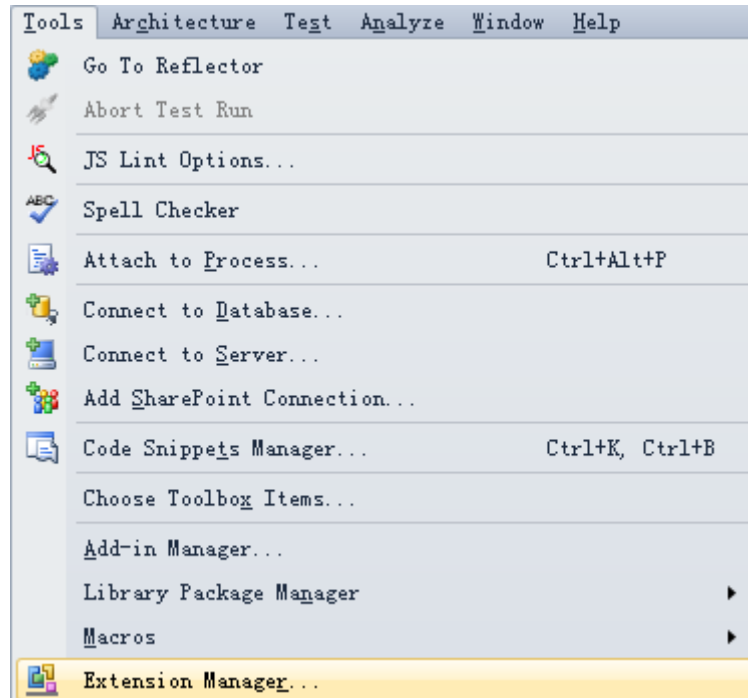 Tools Architecture Test Analyze Window Help
Go To Reflector
Abort Test Run
JS
JS Lint Options...
ABC
Spell Checker
Attach to Process... Ctrl+Alt+P
Connect to Database...
Connect to Server...
Add SharePoint Connection...
Code Snippets Manager... Ctrl+K, Ctrl+B
Choose Toolbox Items...
Add-in Manager...
Library Package Manager
Macros
Extension Manager...